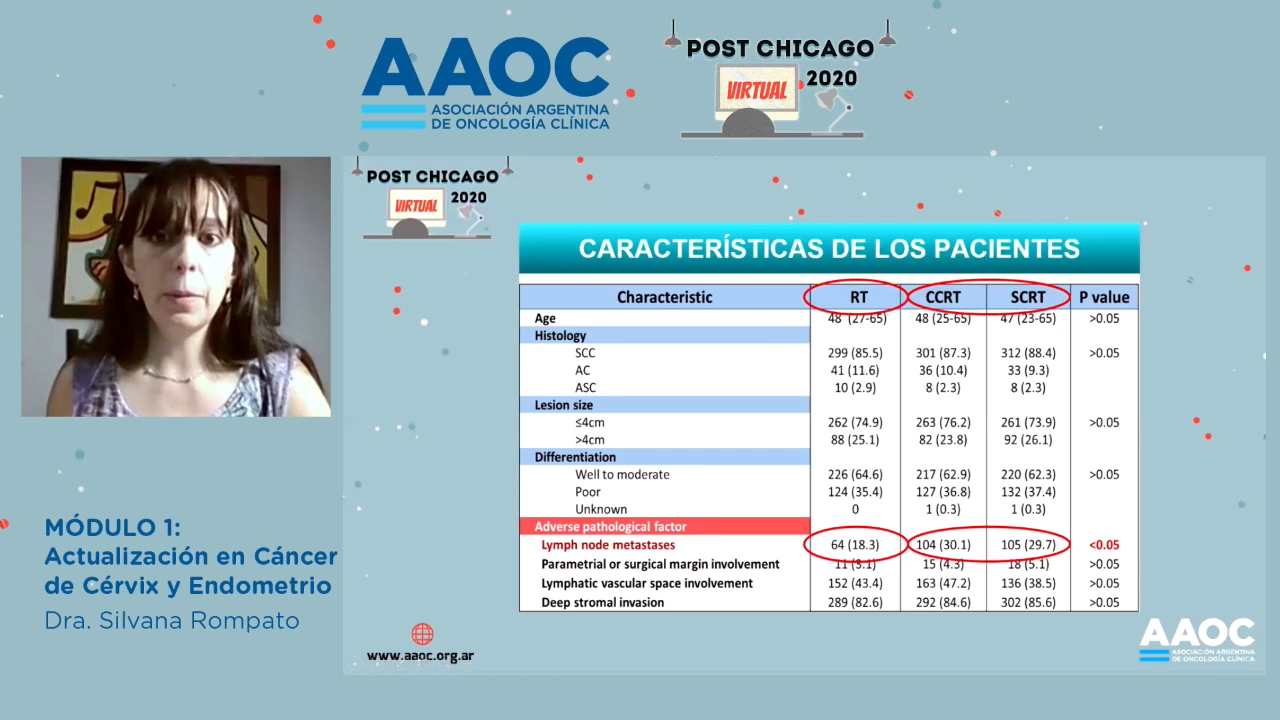 AAOC
ASOCIACIÓN ARGENTINA
DE ONCOLOGÍA CLÍNICA
POST CHICAGO
2020
VIRTUAL
POST CHICAGO
2020
VIRTUAL
CARACTERÍSTICAS DE LOS PACIENTES
Characteristic RT CCRT SCRT P value
Age 48 (27-65) 48 (25-65) 47 (23-65) >0.05
Histology
SCC 299 (85.5) 301 (87.3) 312 (88.4) >0.05
AC 41 (11.6) 36 (10.4) 33 (9.3)
ASC 10 (2.9) 8 (2.3) 8 (2.3)
Lesion size
≤4cm 262 (74.9) 263 (76.2) 261 (73.9) >0.05
>4cm 88 (25.1) 82 (23.8) 92 (26.1)
Differentiation
Well to moderate 226 (64.6) 217 (62.9) 220 (62.3) >0.05
Poor 124 (35.4) 127 (36.8) 132 (37.4)
Unknown 0 1 (0.3) 1 (0.3)
Adverse pathological factor
Lymph node metastases 64 (18.3) 104 (30.1) 105 (29.7) <0.05
Parametrial or surgical margin involvement 11 (3.1) 15 (4.3) 18 (5.1) >0.05
Lymphatic vascular space involvement 152 (43.4) 163 (47.2) 136 (38.5) >0.05
Deep stromal invasion 289 (82.6) 292 (84.6) 302 (85.6) >0.05
MÓDULO 1:
Actualización en Cáncer
de Cérvix y Endometrio
Dra. Silvana Rompato
www.aaoc.org.ar
AAOC
ASOCIACIÓN ARGENTINA
DE ONCOLOGÍA CLÍNICA